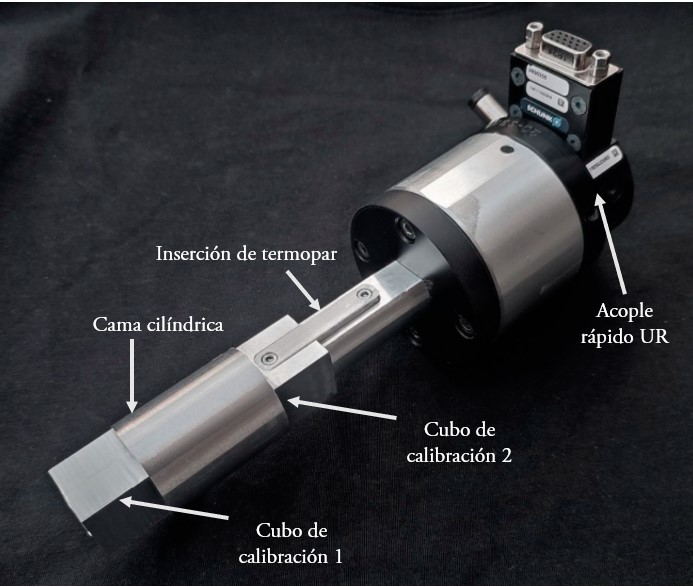 SCHUNK
Inserción de termopar
Cama cilíndrica
Acople
rápido UR
Cubo de
calibración 2
Cubo de
calibración 1